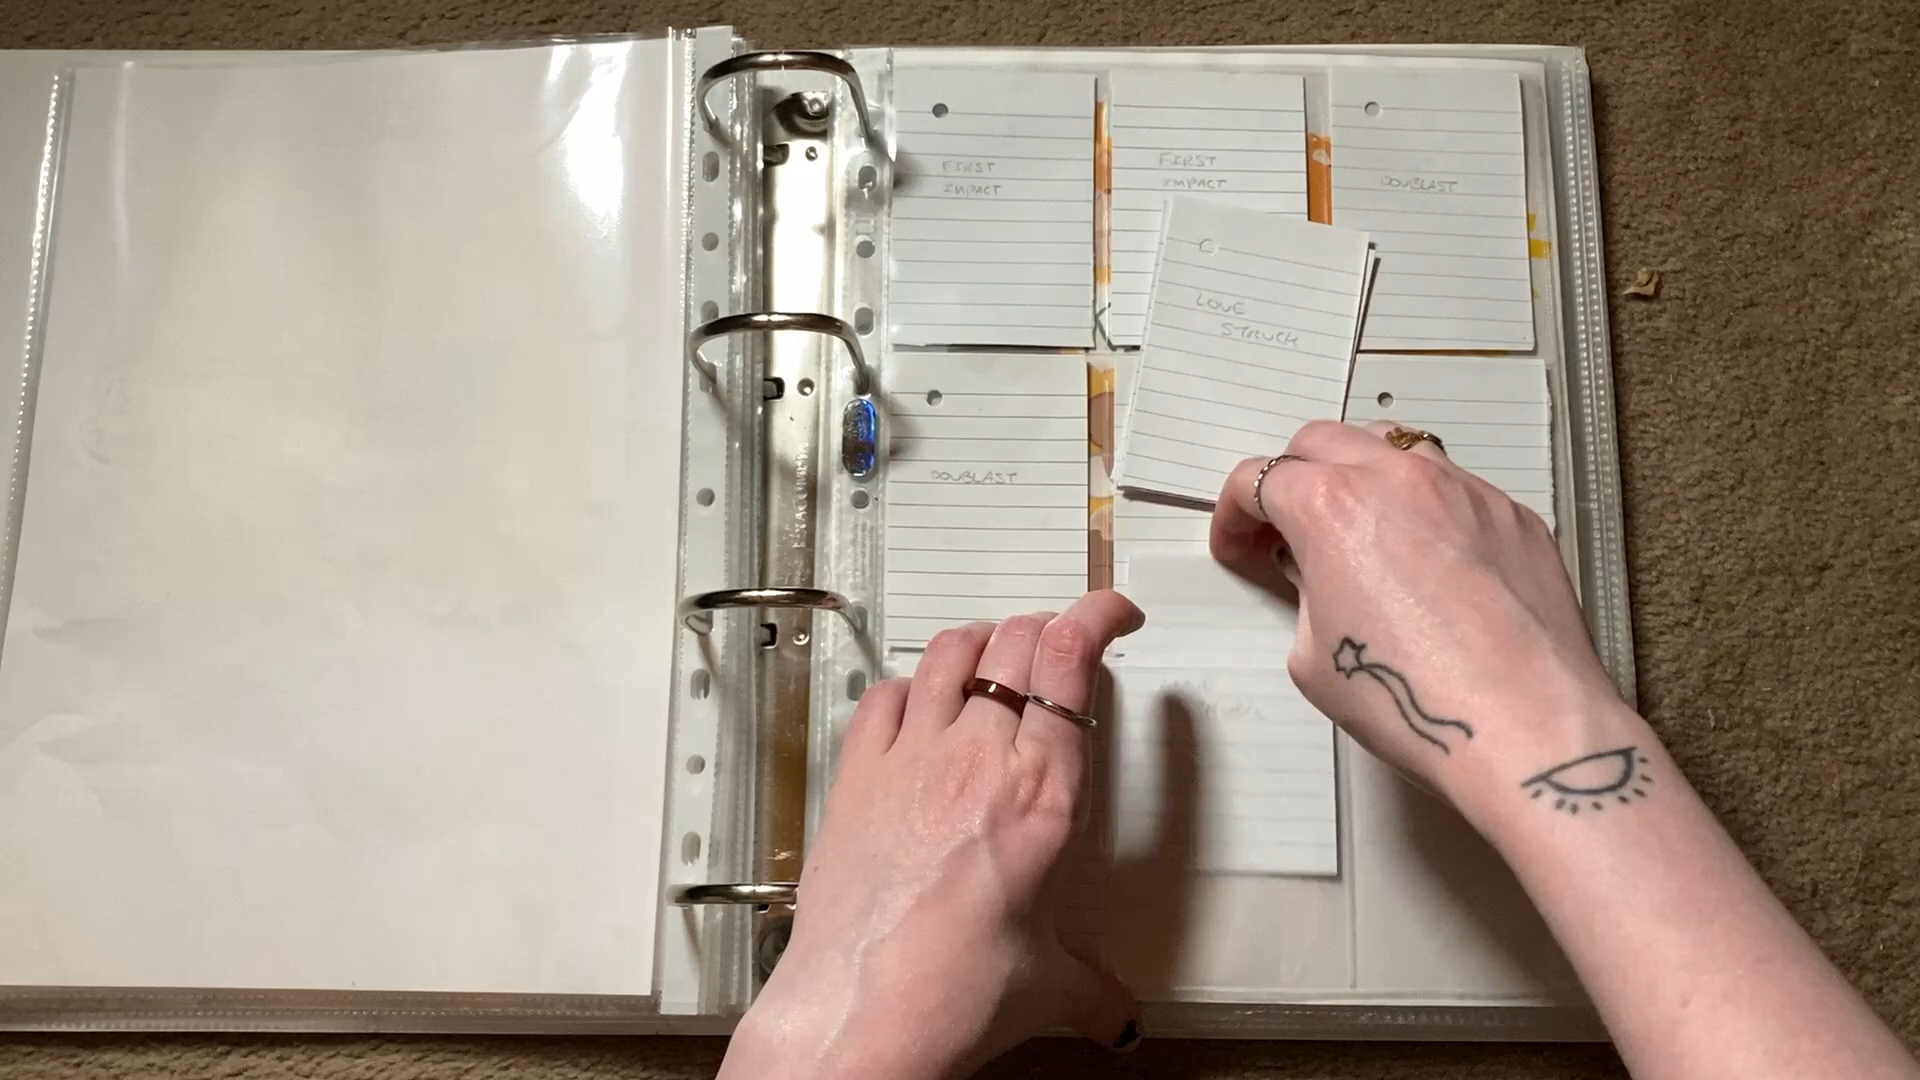 FIRST
IMPACT
FIRST
IMPACT
DOUBLAST
LOVE
STRUCK
DOUBLAST
K